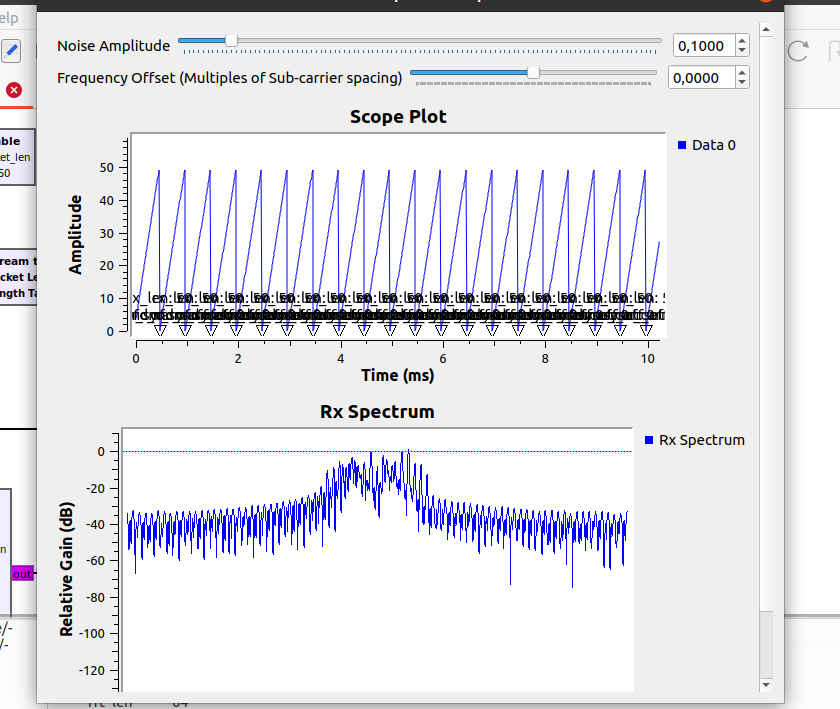 elp
Noise Amplitude
0,1000
Frequency Offset (Multiples of Sub-carrier spacing)
0,0000
ble
et_len
50
ream t
cket Le
ngth Ta
n
out
e/-
/-
Scope Plot
Data 0
Amplitude
50
40
30
20
10
0
0 2 4 6 8 10
Time (ms)
Rx Spectrum
Rx Spectrum
Relative Gain (dB)
0
-20
-40
-60
-80
-100
-120
64